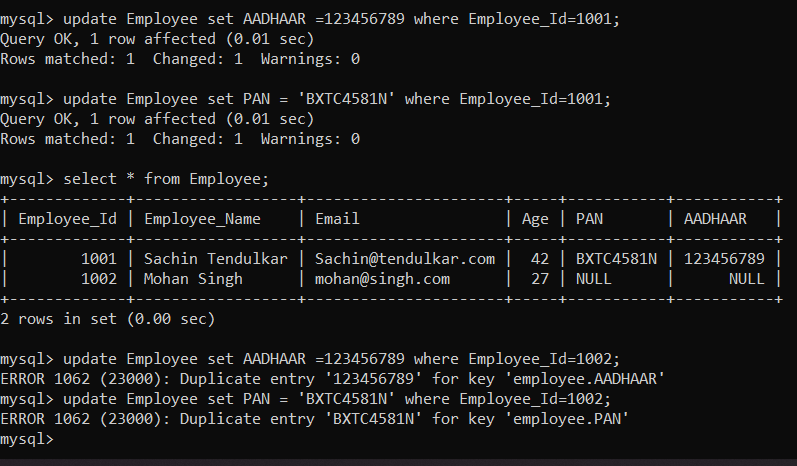 mysql> update Employee set AADHAAR =123456789 where Employee_Id=1001;
Query OK, 1 row affected (0.01 sec)
Rows matched: 1  Changed: 1  Warnings: 0
mysql> update Employee set PAN = 'BXTC4581N' where Employee_Id=1001;
Query OK, 1 row affected (0.01 sec)
Rows matched: 1  Changed: 1  Warnings: 0
mysql> select * from Employee;
+-------------+------------------+----------------------+-----+-----------+-----------+
| Employee_Id | Employee_Name    | Email                | Age | PAN       | AADHAAR   |
+-------------+------------------+----------------------+-----+-----------+-----------+
|        1001 | Sachin Tendulkar | Sachin@tendulkar.com |  42 | BXTC4581N | 123456789 |
|        1002 | Mohan Singh      | mohan@singh.com      |  27 | NULL      |      NULL |
+-------------+------------------+----------------------+-----+-----------+-----------+
2 rows in set (0.00 sec)
mysql> update Employee set AADHAAR =123456789 where Employee_Id=1002;
ERROR 1062 (23000): Duplicate entry '123456789' for key 'employee.AADHAAR'
mysql> update Employee set PAN = 'BXTC4581N' where Employee_Id=1002;
ERROR 1062 (23000): Duplicate entry 'BXTC4581N' for key 'employee.PAN'
mysql>